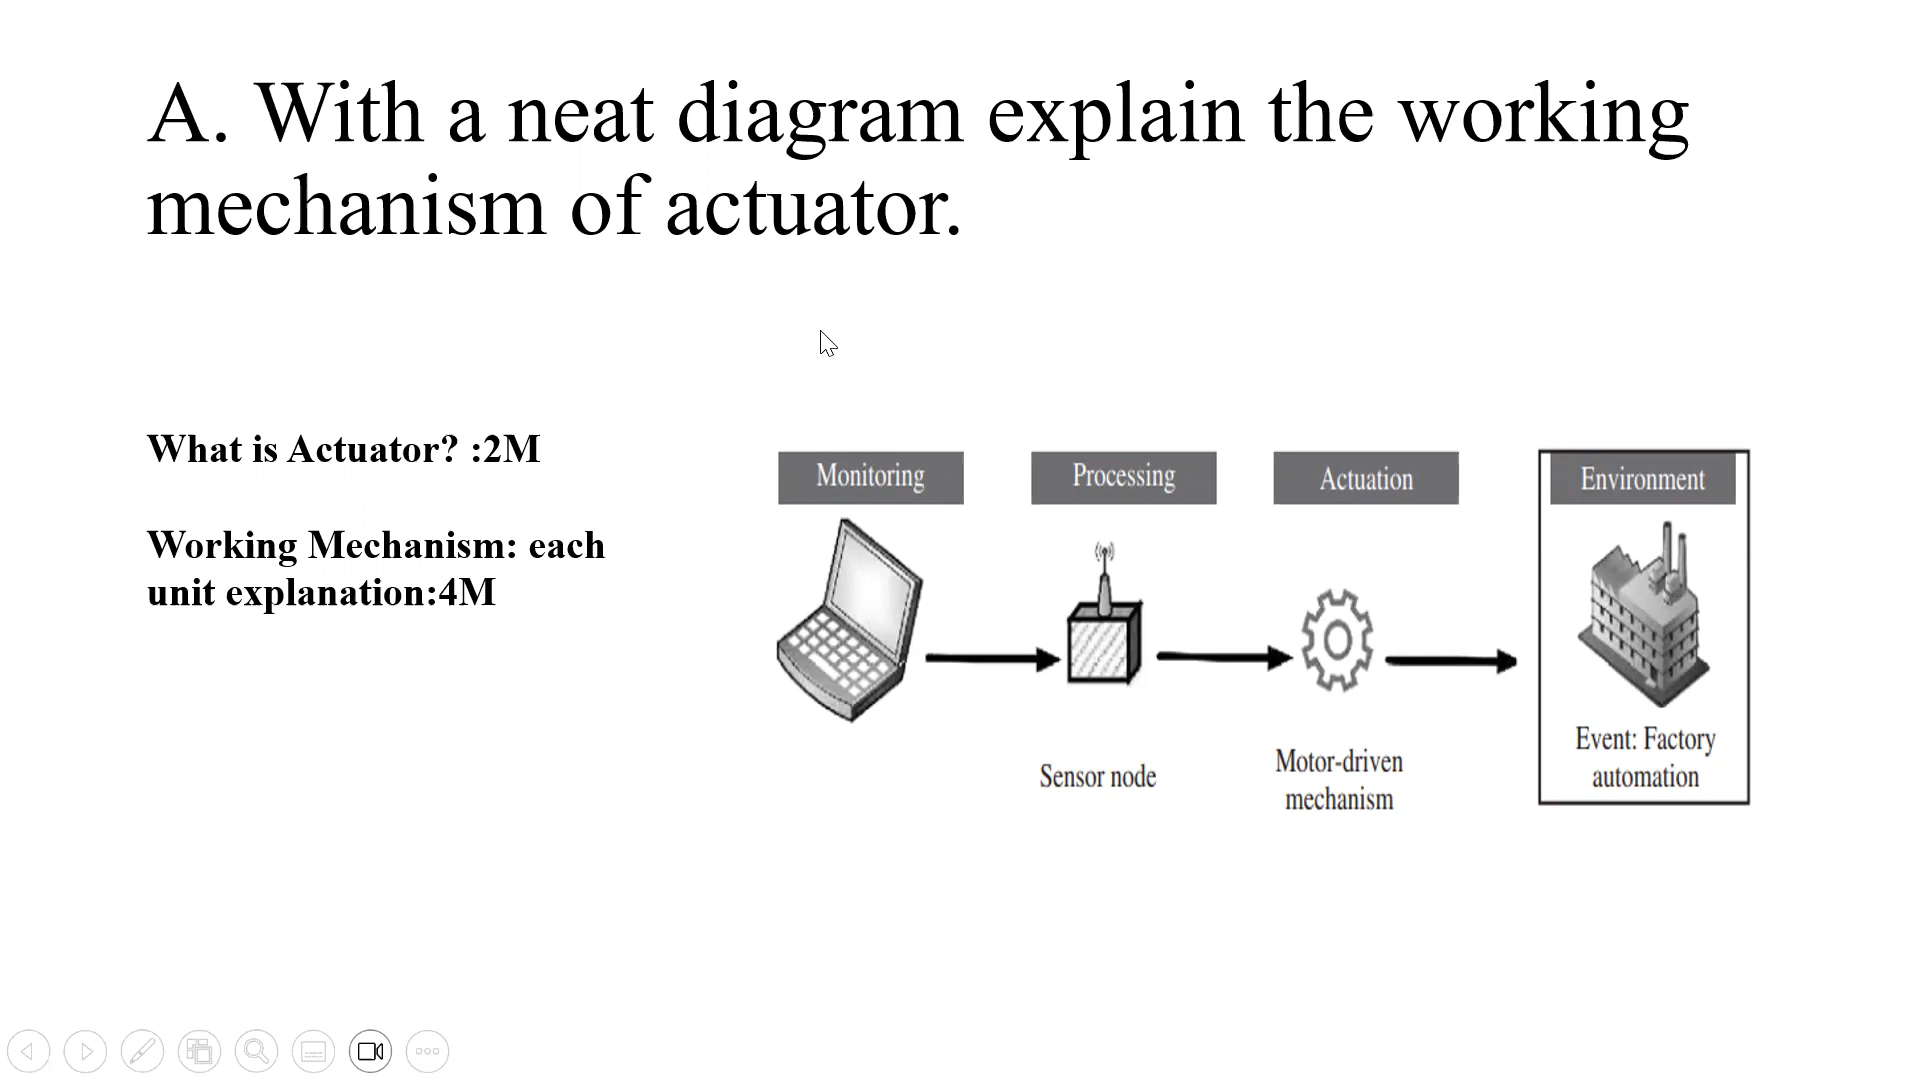 A. With a neat diagram explain the working
mechanism of actuator.
What is Actuator? :2M
Working Mechanism: each
unit explanation:4M
Monitoring
Processing
Actuation
Environment
Sensor node
Motor-driven
mechanism
Event: Factory
automation